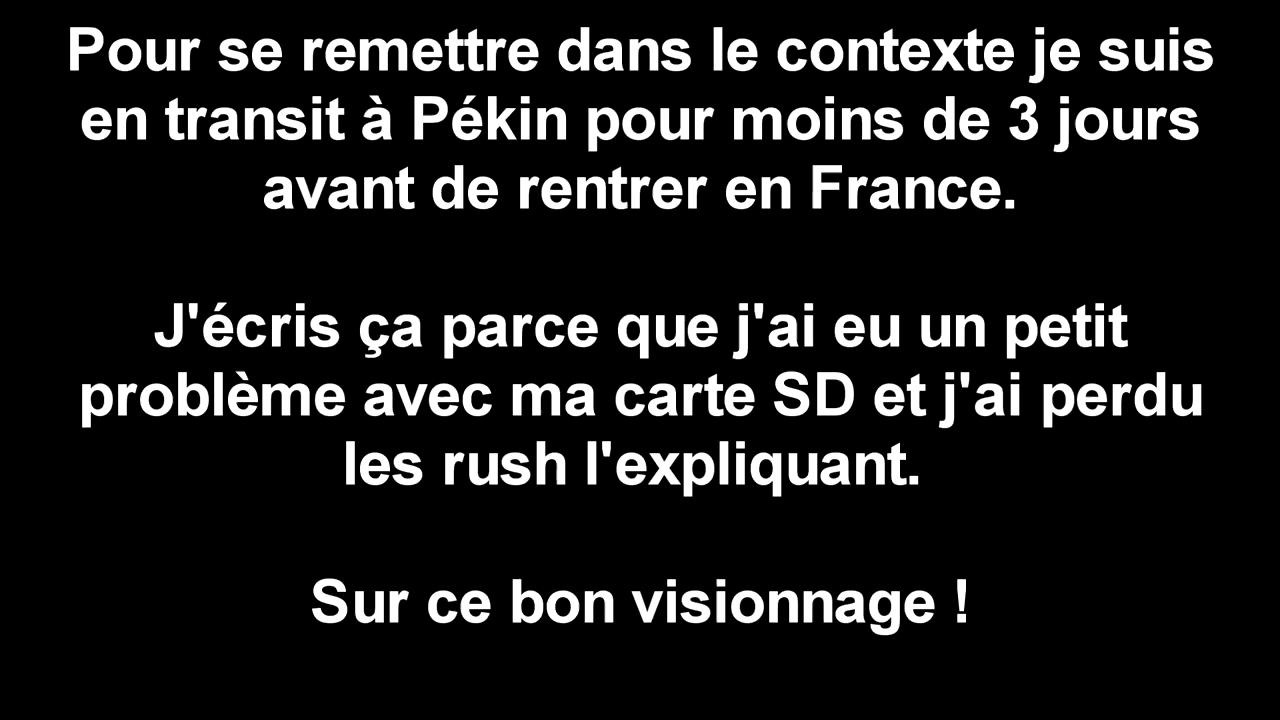 Pour se remettre dans le contexte je suis
en transit à Pékin pour moins de 3 jours
avant de rentrer en France.
J'écris ça parce que j'ai eu un petit
problème avec ma carte SD et j'ai perdu
les rush l'expliquant.
Sur ce bon visionnage !